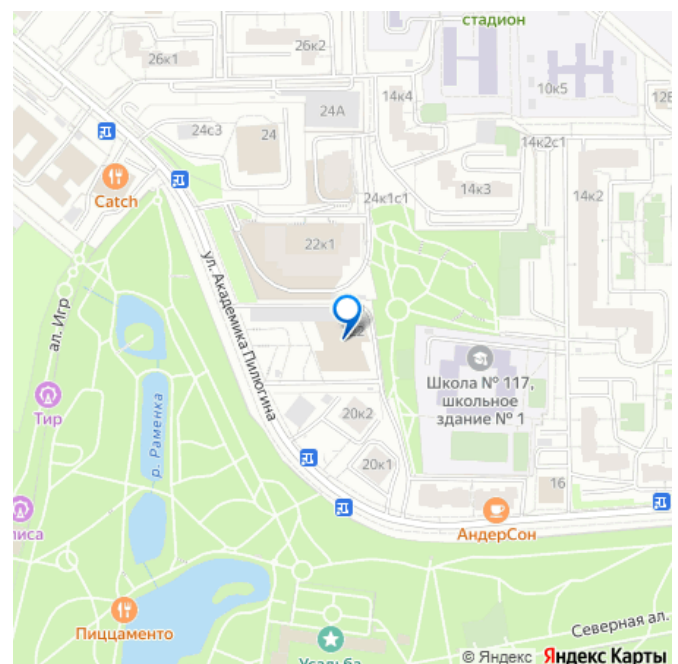 стадион
26к2
26к1
10к5
14к4
12Б
24А
24с3
24
14к2с1
24к1с1
14к3
14к2
Catch
22к1
ул. Академика Пилюгина
ал. Игр
Школа № 117,
школьное
здание № 1
р. Раменка
Тир
20к2
20к1
16
АндерСон
Пиццаменто
Северная ал.
Усадьба
© Яндекс Яндекс Карты